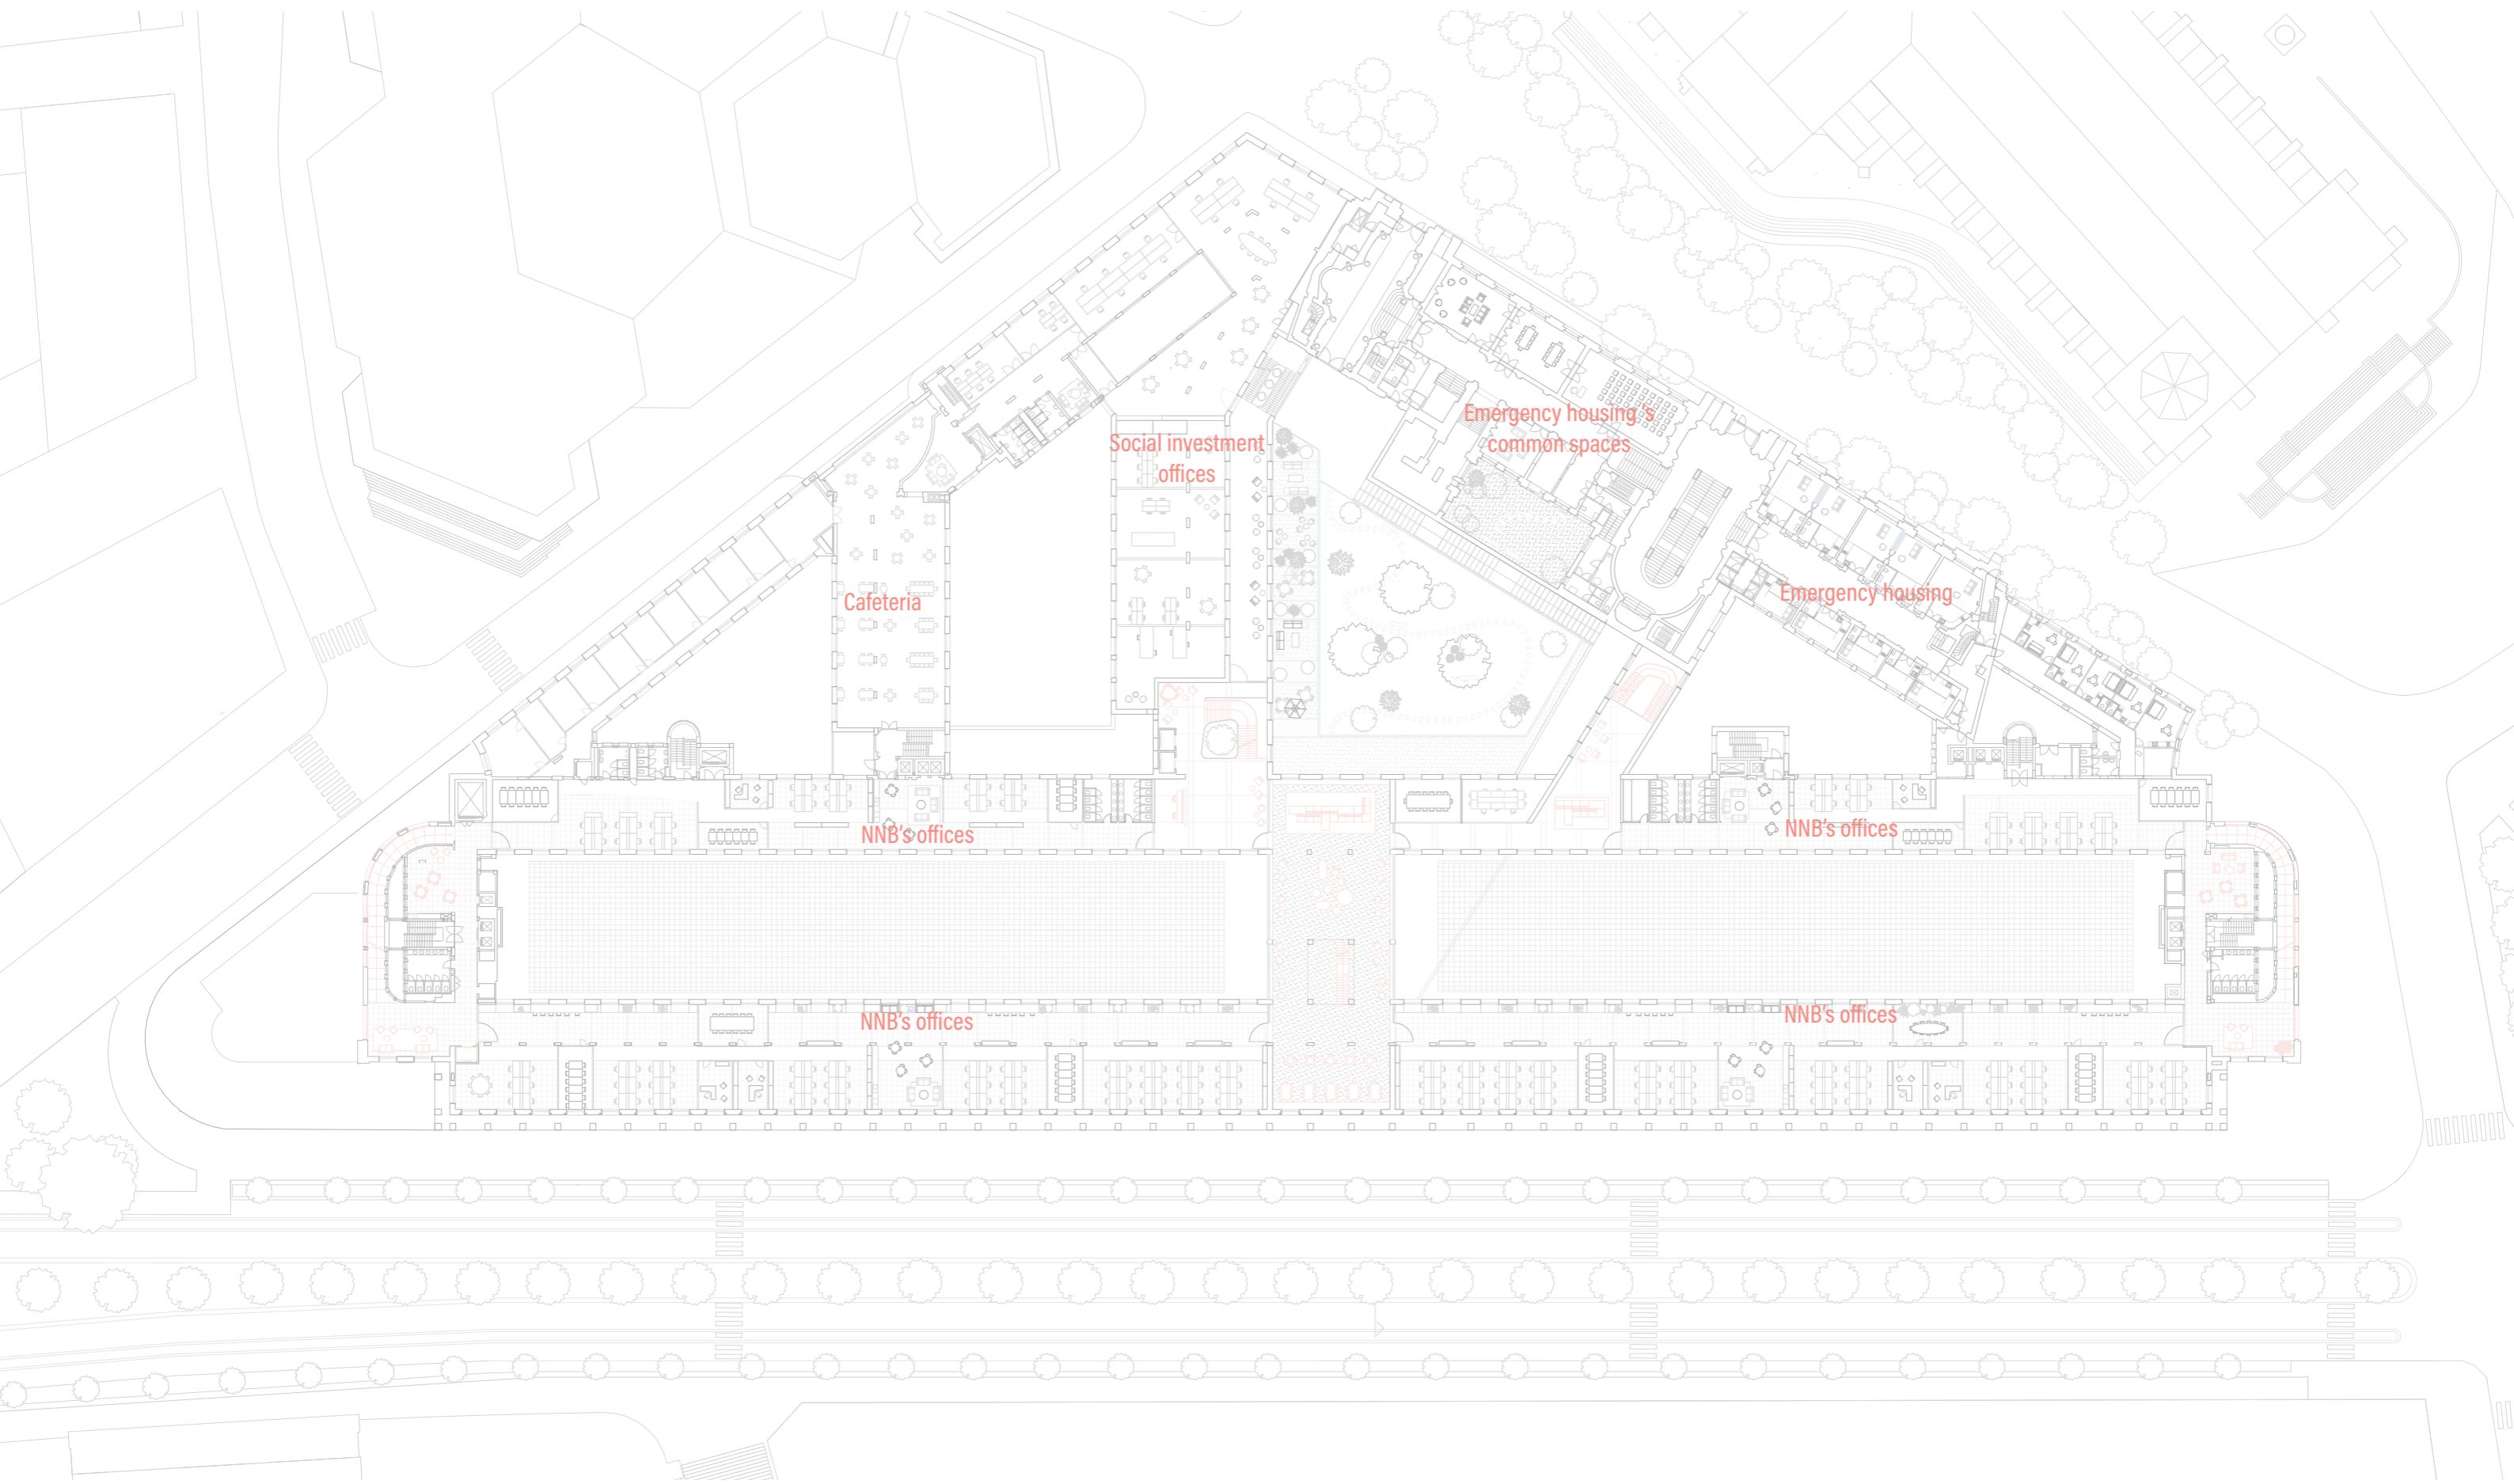 Emergency housing 's
common spaces
Social investment
offices
Emergency housing
Cafeteria
NNB's offices
NNB's offices
NNB's offices
NNB's offices